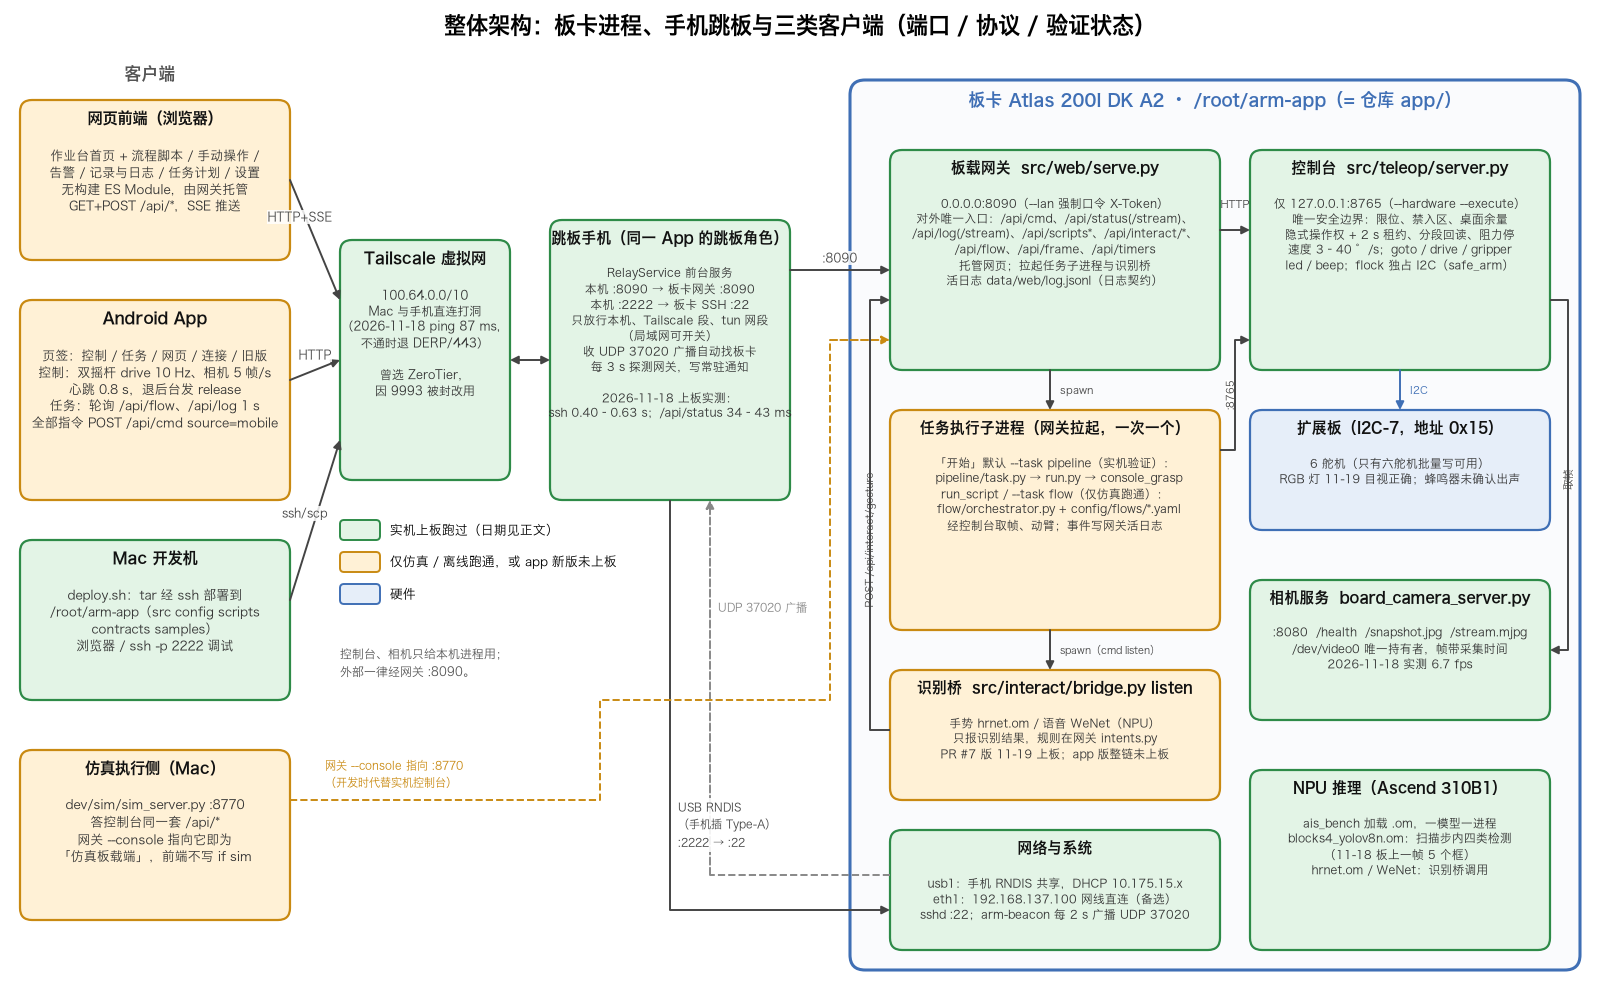 整体架构：板卡进程、手机跳板与三类客户端（端口 / 协议 / 验证状态）
客户端
网页前端（浏览器）
作业台首页 + 流程脚本 / 手动操作 /
告警 / 记录与日志 / 任务计划 / 设置
无构建 ES Module，由网关托管
GET+POST /api/*，SSE 推送
HTTP+SSE
Android App
页签：控制 / 任务 / 网页 / 连接 / 旧版
控制：双摇杆 drive 10 Hz、相机 5 帧/s
心跳 0.8 s，退后台发 release
任务：轮询 /api/flow、/api/log 1 s
全部指令 POST /api/cmd source=mobile
HTTP
Mac 开发机
deploy.sh：tar 经 ssh 部署到
/root/arm-app（src config scripts
contracts samples）
浏览器 / ssh -p 2222 调试
ssh/scp
仿真执行侧（Mac）
dev/sim/sim_server.py :8770
答控制台同一套 /api/*
网关 --console 指向它即为
「仿真板载端」，前端不写 if sim
网关 --console 指向 :8770
（开发时代替实机控制台）
Tailscale 虚拟网
100.64.0.0/10
Mac 与手机直连打洞
（2026-11-18 ping 87 ms，
不通时退 DERP/443）
曾选 ZeroTier，
因 9993 被封改用
实机上板跑过（日期见正文）
仅仿真 / 离线跑通，或 app 新版未上板
硬件
控制台、相机只给本机进程用；
外部一律经网关 :8090。
跳板手机（同一 App 的跳板角色）
RelayService 前台服务
本机 :8090 → 板卡网关 :8090
本机 :2222 → 板卡 SSH :22
只放行本机、Tailscale 段、tun 网段
（局域网可开关）
收 UDP 37020 广播自动找板卡
每 3 s 探测网关，写常驻通知
2026-11-18 上板实测：
ssh 0.40 - 0.63 s；/api/status 34 - 43 ms
:8090
UDP 37020 广播
USB RNDIS
（手机插 Type-A）
:2222 → :22
板卡 Atlas 200I DK A2 · /root/arm-app（= 仓库 app/）
板载网关 src/web/serve.py
0.0.0.0:8090（--lan 强制口令 X-Token）
对外唯一入口：/api/cmd、/api/status(/stream)、
/api/log(/stream)、/api/scripts*、/api/interact/*、
/api/flow、/api/frame、/api/timers
托管网页；拉起任务子进程与识别桥
活日志 data/web/log.jsonl（日志契约）
HTTP
控制台 src/teleop/server.py
仅 127.0.0.1:8765（--hardware --execute）
唯一安全边界：限位、禁入区、桌面余量
隐式操作权 + 2 s 租约、分段回读、阻力停
速度 3 - 40 °/s；goto / drive / gripper
led / beep；flock 独占 I2C（safe_arm）
spawn
:8765
I2C
取帧
POST /api/interact/gesture
任务执行子进程（网关拉起，一次一个）
「开始」默认 --task pipeline（实机验证）：
pipeline/task.py → run.py → console_grasp
run_script / --task flow（仅仿真跑通）：
flow/orchestrator.py + config/flows/*.yaml
经控制台取帧、动臂；事件写网关活日志
spawn（cmd listen）
扩展板（I2C-7，地址 0x15）
6 舵机（只有六舵机批量写可用）
RGB 灯 11-19 目视正确；蜂鸣器未确认出声
相机服务 board_camera_server.py
:8080 /health /snapshot.jpg /stream.mjpg
/dev/video0 唯一持有者，帧带采集时间
2026-11-18 实测 6.7 fps
识别桥 src/interact/bridge.py listen
手势 hrnet.om / 语音 WeNet（NPU）
只报识别结果，规则在网关 intents.py
PR #7 版 11-19 上板；app 版整链未上板
NPU 推理（Ascend 310B1）
ais_bench 加载 .om，一模型一进程
blocks4_yolov8n.om：扫描步内四类检测
（11-18 板上一帧 5 个框）
hrnet.om / WeNet：识别桥调用
网络与系统
usb1：手机 RNDIS 共享，DHCP 10.175.15.x
eth1：192.168.137.100 网线直连（备选）
sshd :22；arm-beacon 每 2 s 广播 UDP 37020